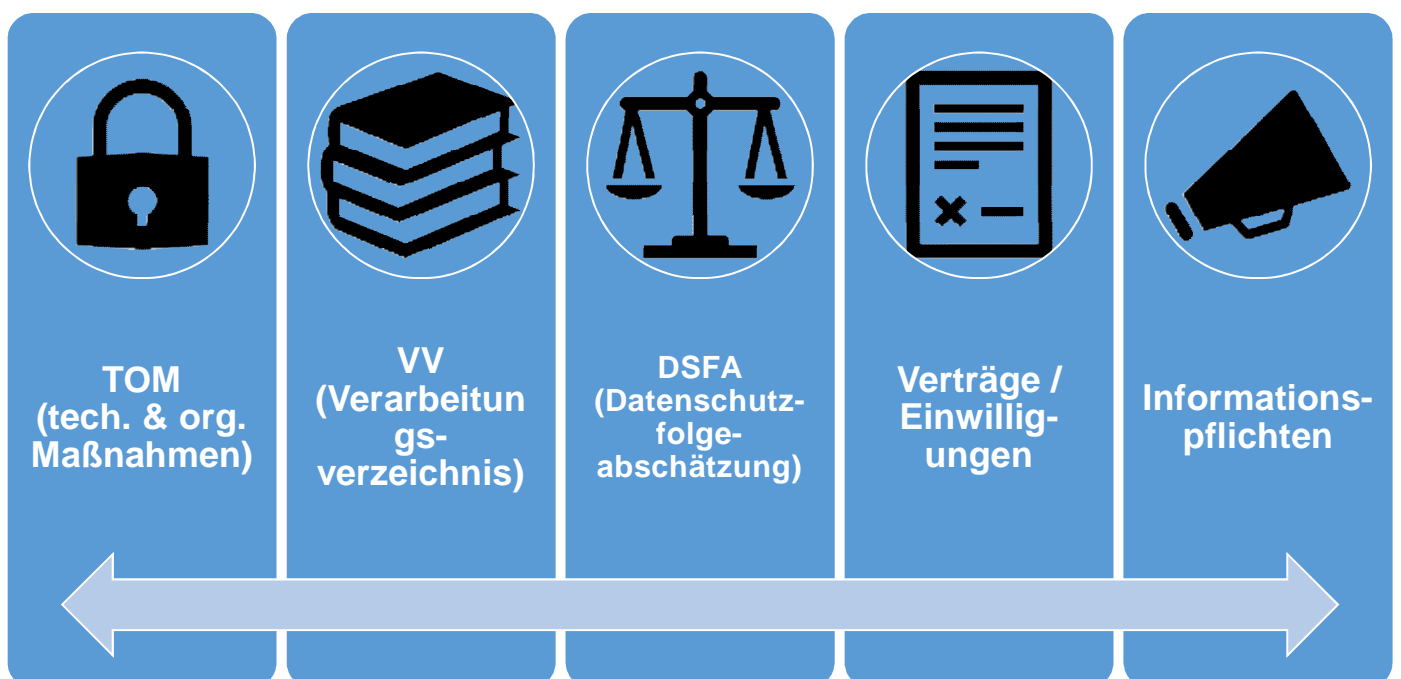 TOM
(tech. & org.
Maßnahmen)
VV
(Verarbeitun
gs-
verzeichnis)
DSFA
(Datenschutz-
folge-
abschätzung)
Verträge /
Einwillig-
ungen
Informations-
pflichten